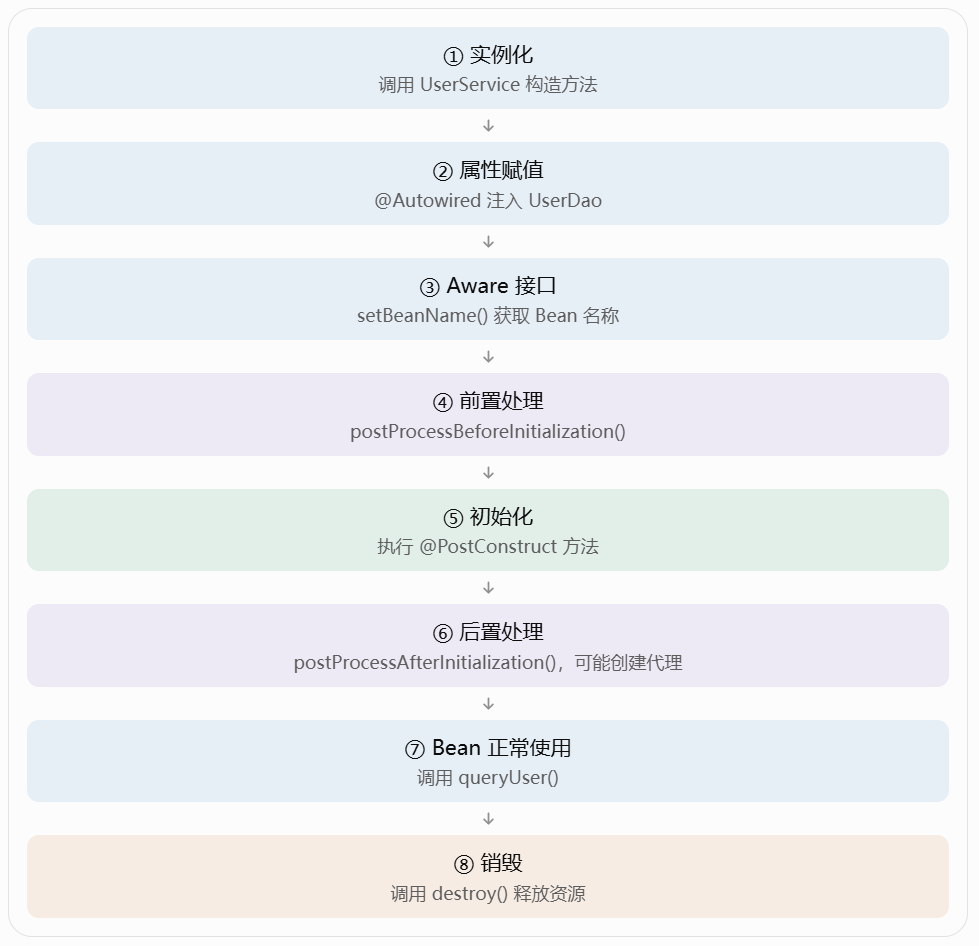 ① 实例化
调用 UserService 构造方法
↓
② 属性赋值
@Autowired 注入 UserDao
↓
③ Aware 接口
setBeanName() 获取 Bean 名称
↓
④ 前置处理
postProcessBeforeInitialization()
↓
⑤ 初始化
执行 @PostConstruct 方法
↓
⑥ 后置处理
postProcessAfterInitialization()，可能创建代理
↓
⑦ Bean 正常使用
调用 queryUser()
↓
⑧ 销毁
调用 destroy() 释放资源